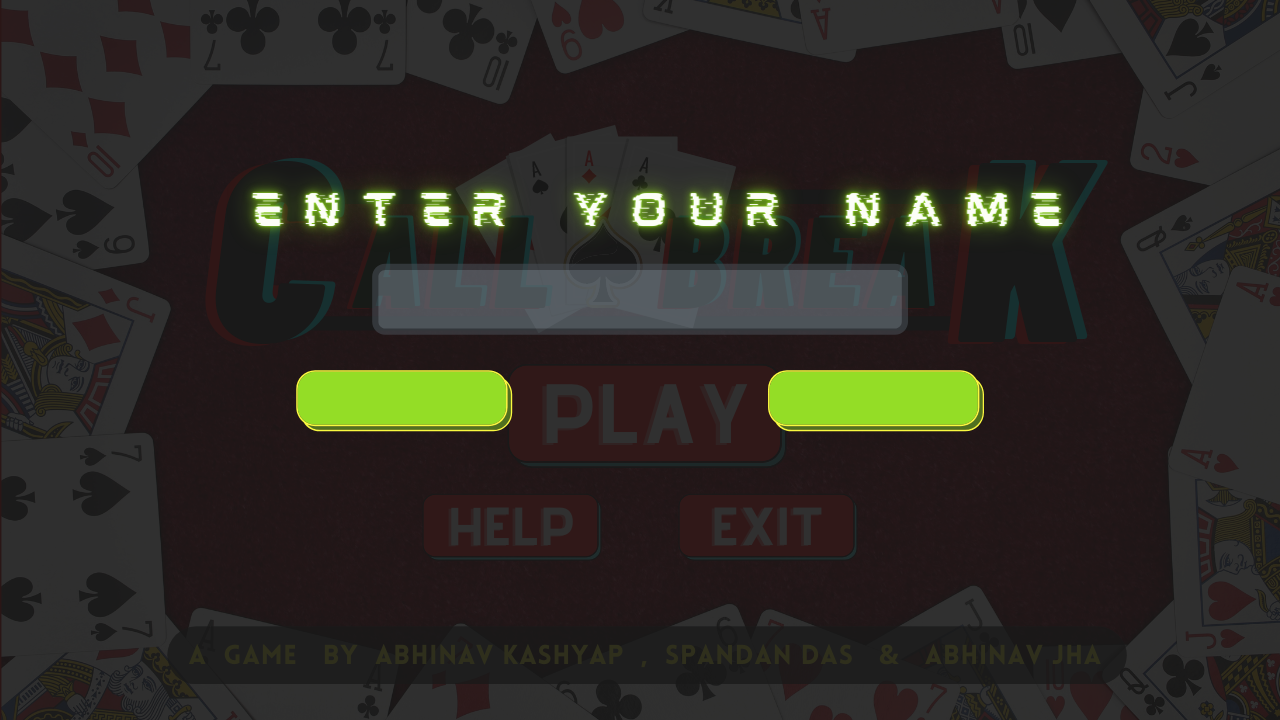 ENTER YOUR NAME
CALL BREAK
PLAY
HELP EXIT
A GAME BY ABHINAV KASHYAP , SPANDAN DAS & ABHINAV JHA